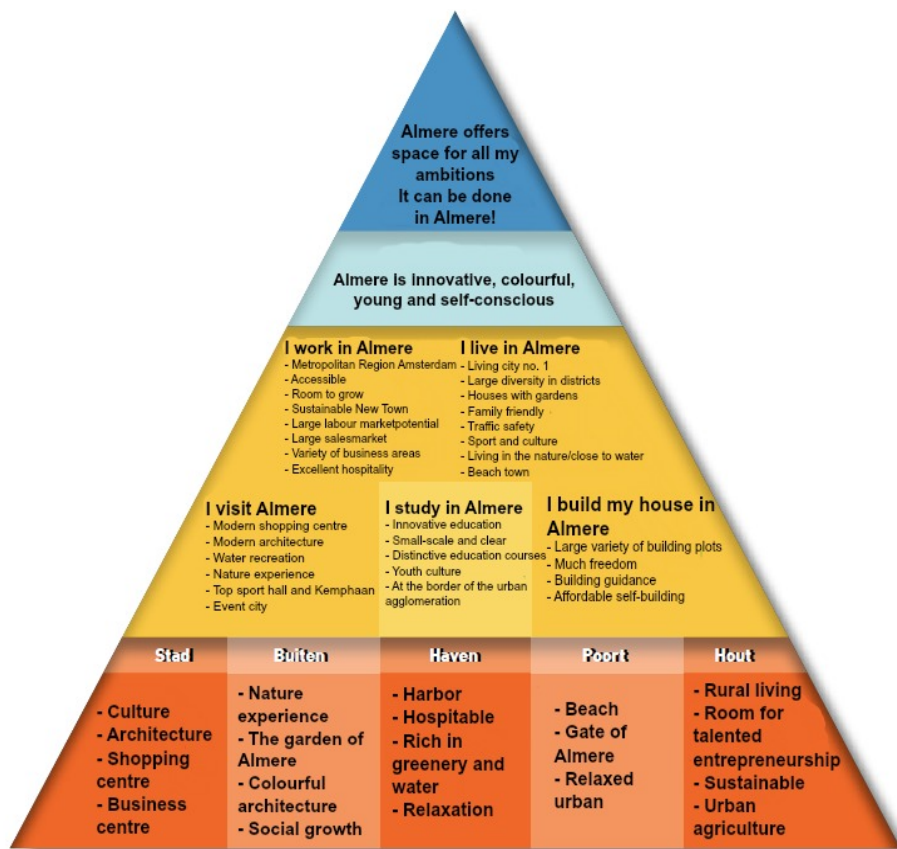 Almere offers
space for all my
ambitions
It can be done
in Almere!
Almere is innovative, colourful,
young and self-conscious
I work in Almere
- Metropolitan Region Amsterdam
- Accessible
- Room to grow
- Sustainable New Town
- Large labour marketpotential
- Large salesmarket
- Variety of business areas
- Excellent hospitality
I live in Almere
- Living city no. 1
- Large diversity in districts
- Houses with gardens
- Family friendly
- Traffic safety
- Sport and culture
- Living in the nature/close to water
- Beach town
I visit Almere
- Modern shopping centre
- Modern architecture
- Water recreation
- Nature experience
- Top sport hall and Kemphaan
- Event city
I study in Almere
- Innovative education
- Small-scale and clear
- Distinctive education courses
- Youth culture
- At the border of the urban
agglomeration
I build my house in
Almere
- Large variety of building plots
- Much freedom
- Building guidance
- Affordable self-building
Stad
- Culture
- Architecture
- Shopping
centre
- Business
centre
Buiten
- Nature
experience
- The garden of
Almere
- Colourful
architecture
- Social growth
Haven
- Harbor
- Hospitable
- Rich in
greenery and
water
- Relaxation
Poort
- Beach
- Gate of
Almere
- Relaxed
urban
Hout
- Rural living
- Room for
talented
entrepreneurship
- Sustainable
- Urban
agriculture